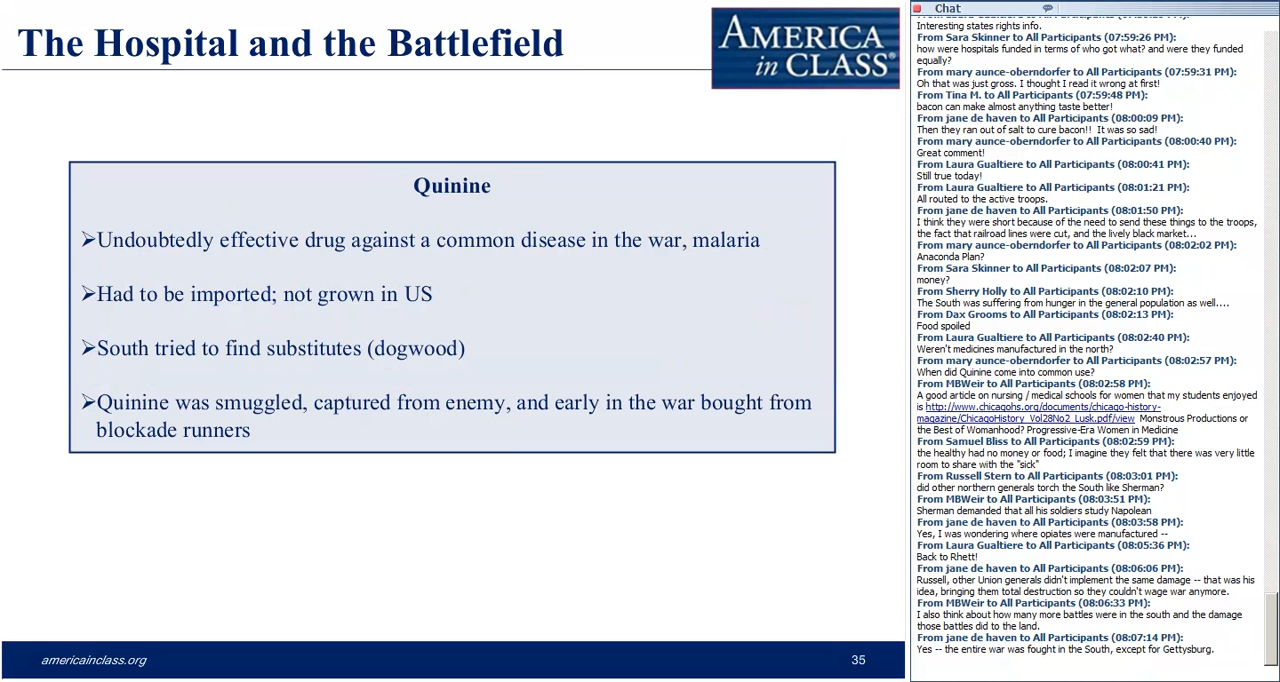 The Hospital and the Battlefield
AMERICA
in CLASS®
Quinine
➢Undoubtedly effective drug against a common disease in the war, malaria
➢Had to be imported; not grown in US
➢South tried to find substitutes (dogwood)
➢Quinine was smuggled, captured from enemy, and early in the war bought from
blockade runners
americainclass.org
35
Chat
Interesting states rights info.
From Sara Skinner to All Participants (07:59:26 PM):
how were hospitals funded in terms of who got what? and were they funded
equally?
From mary aunce-oberndorfer to All Participants (07:59:31 PM):
Oh that was just gross. I thought I read it wrong at first!
From Tina M. to All Participants (07:59:48 PM):
bacon can make almost anything taste better!
From jane de haven to All Participants (08:00:09 PM):
Then they ran out of salt to cure bacon!! It was so sad!
From mary aunce-oberndorfer to All Participants (08:00:40 PM):
Great comment!
From Laura Gualtiere to All Participants (08:00:41 PM):
Still true today!
From Laura Gualtiere to All Participants (08:01:21 PM):
All routed to the active troops.
From jane de haven to All Participants (08:01:50 PM):
I think they were short because of the need to send these things to the troops,
the fact that railroad lines were cut, and the lively black market...
From mary aunce-oberndorfer to All Participants (08:02:02 PM):
Anaconda Plan?
From Sara Skinner to All Participants (08:02:07 PM):
money?
From Sherry Holly to All Participants (08:02:10 PM):
The South was suffering from hunger in the general population as well....
From Dax Grooms to All Participants (08:02:13 PM):
Food spoiled
From Laura Gualtiere to All Participants (08:02:40 PM):
Weren't medicines manufactured in the north?
From mary aunce-oberndorfer to All Participants (08:02:57 PM):
When did Quinine come into common use?
From MBWeir to All Participants (08:02:58 PM):
A good article on nursing / medical schools for women that my students enjoyed
is http://www.chicagohs.org/documents/chicago-history-
magazine/ChicagoHistory_Vol28No2_Lusk.pdf/view Monstrous Productions or
the Best of Womanhood? Progressive-Era Women in Medicine
From Samuel Bliss to All Participants (08:02:59 PM):
the healthy had no money or food; I imagine they felt that there was very little
room to share with the "sick"
From Russell Stern to All Participants (08:03:01 PM):
did other northern generals torch the South like Sherman?
From MBWeir to All Participants (08:03:51 PM):
Sherman demanded that all his soldiers study Napolean
From jane de haven to All Participants (08:03:58 PM):
Yes, I was wondering where opiates were manufactured --
From Laura Gualtiere to All Participants (08:05:36 PM):
Back to Rhett!
From jane de haven to All Participants (08:06:06 PM):
Russell, other Union generals didn't implement the same damage -- that was his
idea, bringing them total destruction so they couldn't wage war anymore.
From MBWeir to All Participants (08:06:33 PM):
I also think about how many more battles were in the south and the damage
those battles did to the land.
From jane de haven to All Participants (08:07:14 PM):
Yes -- the entire war was fought in the South, except for Gettysburg.